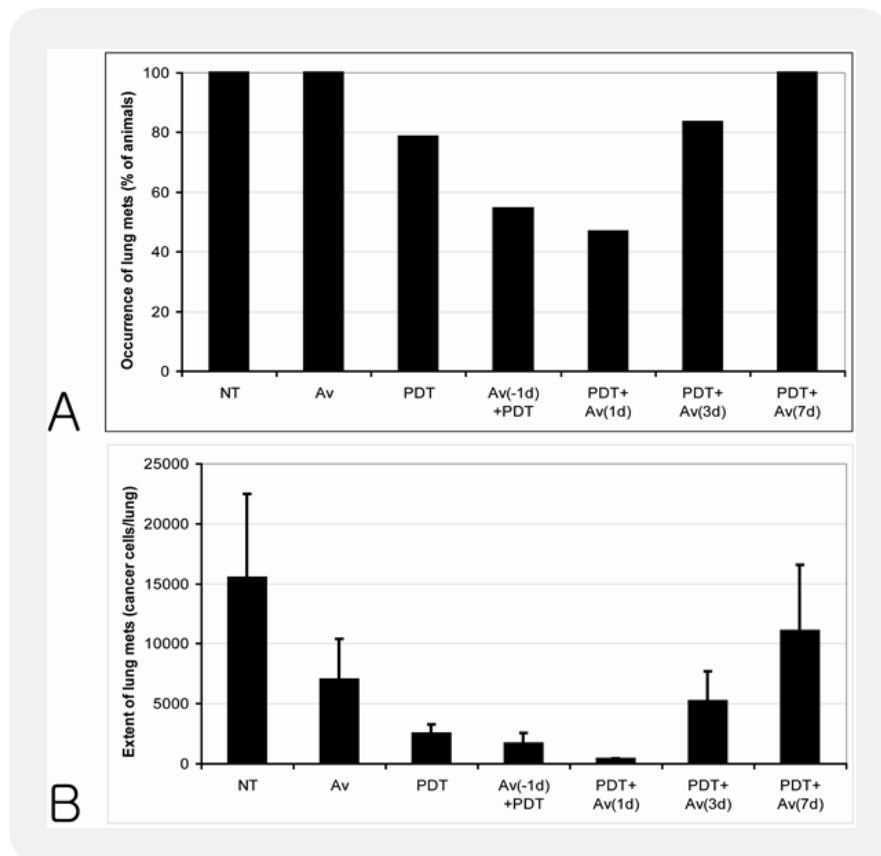 Occurrence of lung mets (% of animals)
100
80
60
40
20
0
NT Av PDT Av(-1d) PDT+ PDT+ PDT+
+PDT Av(1d) Av(3d) Av(7d)
A
Extent of lung mets (cancer cells/lung)
25000
20000
15000
10000
5000
0
NT Av PDT Av(-1d) PDT+ PDT+ PDT+
+PDT Av(1d) Av(3d) Av(7d)
B